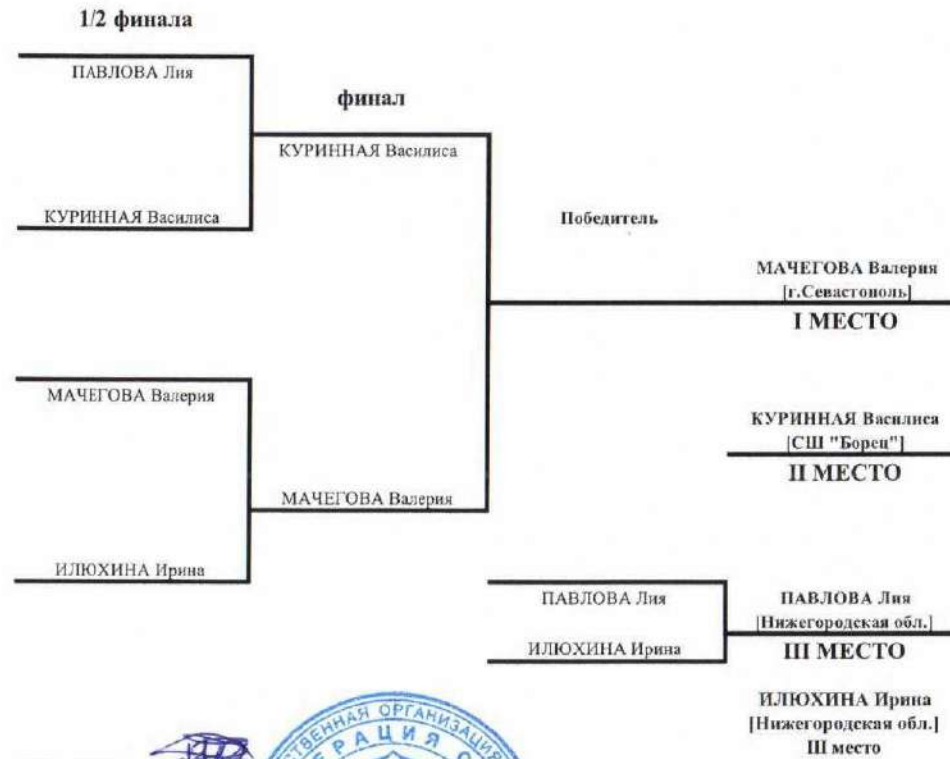 1/2 финала
ПАВЛОВА Лия
финал
КУРИННАЯ Василиса
КУРИННАЯ Василиса
Победитель
МАЧЕГОВА Валерия
[г.Севастополь]
I МЕСТО
МАЧЕГОВА Валерия
КУРИННАЯ Василиса
[СШ "Борец"]
II МЕСТО
МАЧЕГОВА Валерия
ИЛЮХИНА Ирина
ПАВЛОВА Лия
ПАВЛОВА Лия
[Нижегородская обл.]
ИЛЮХИНА Ирина
III МЕСТО
ИЛЮХИНА Ирина
[Нижегородская обл.]
III место
ОРГАНИЗАЦИЯ